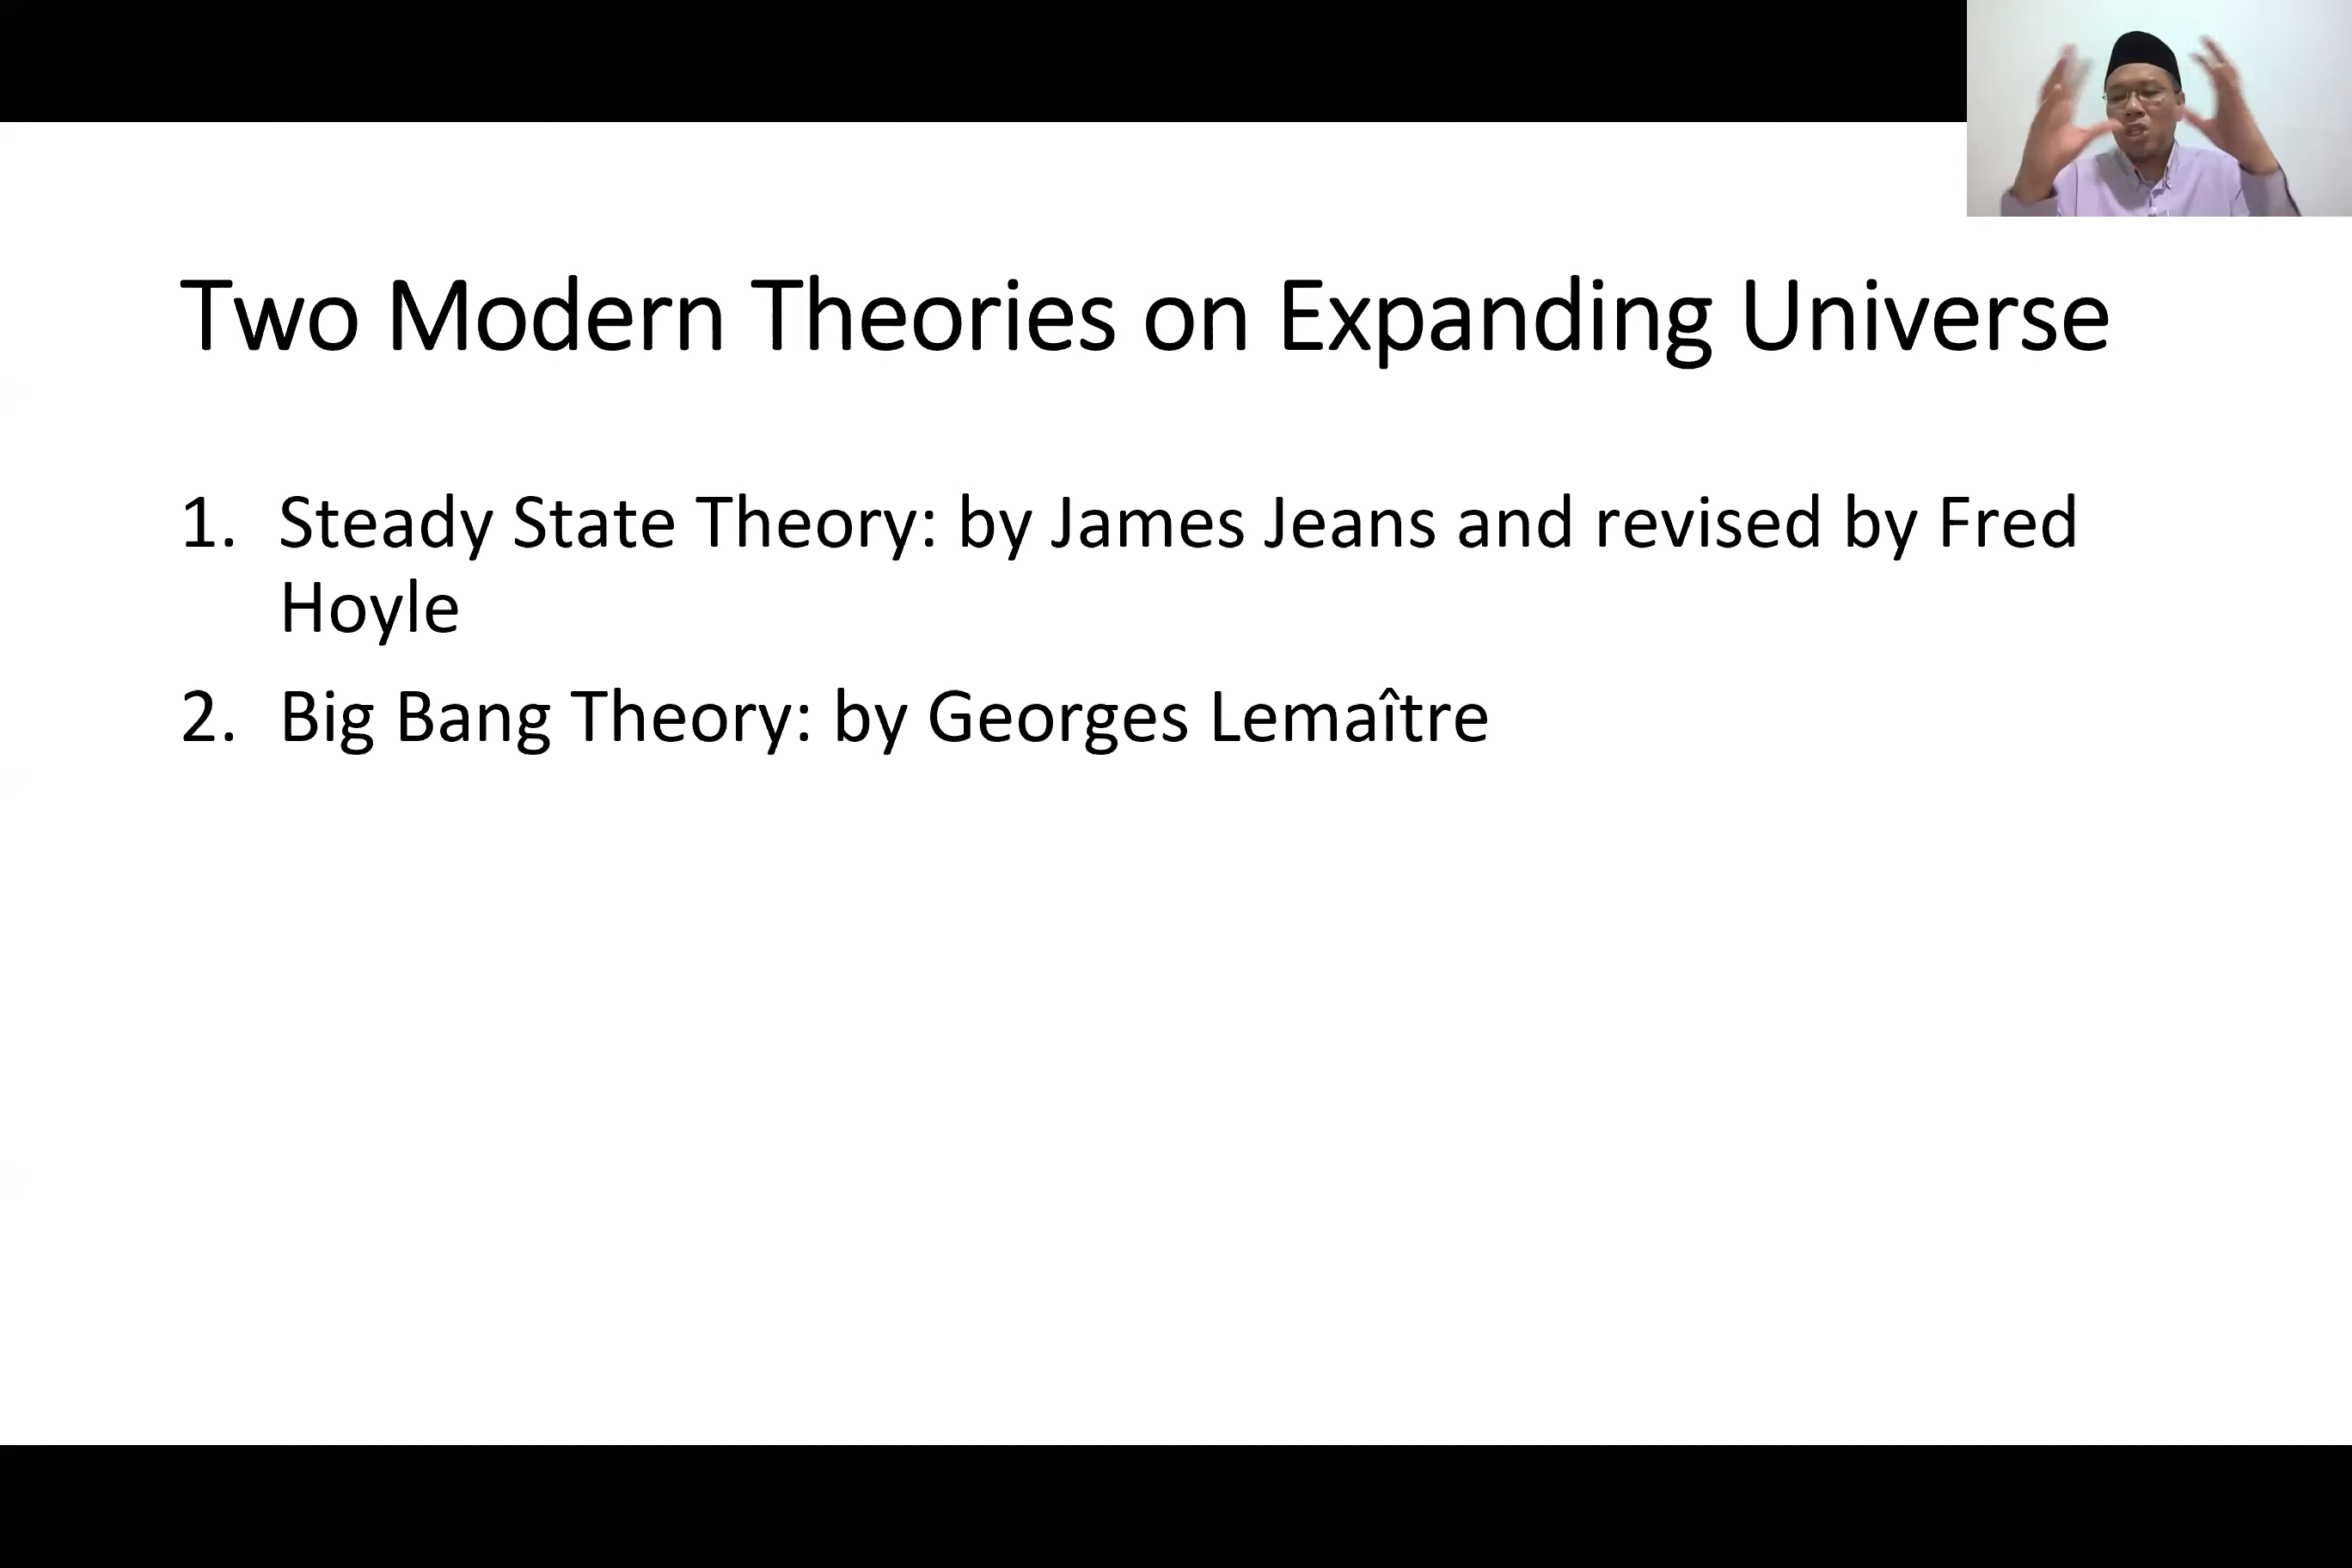 Two Modern Theories on Expanding Universe
1. Steady State Theory: by James Jeans and revised by Fred
Hoyle
2. Big Bang Theory: by Georges Lemaître